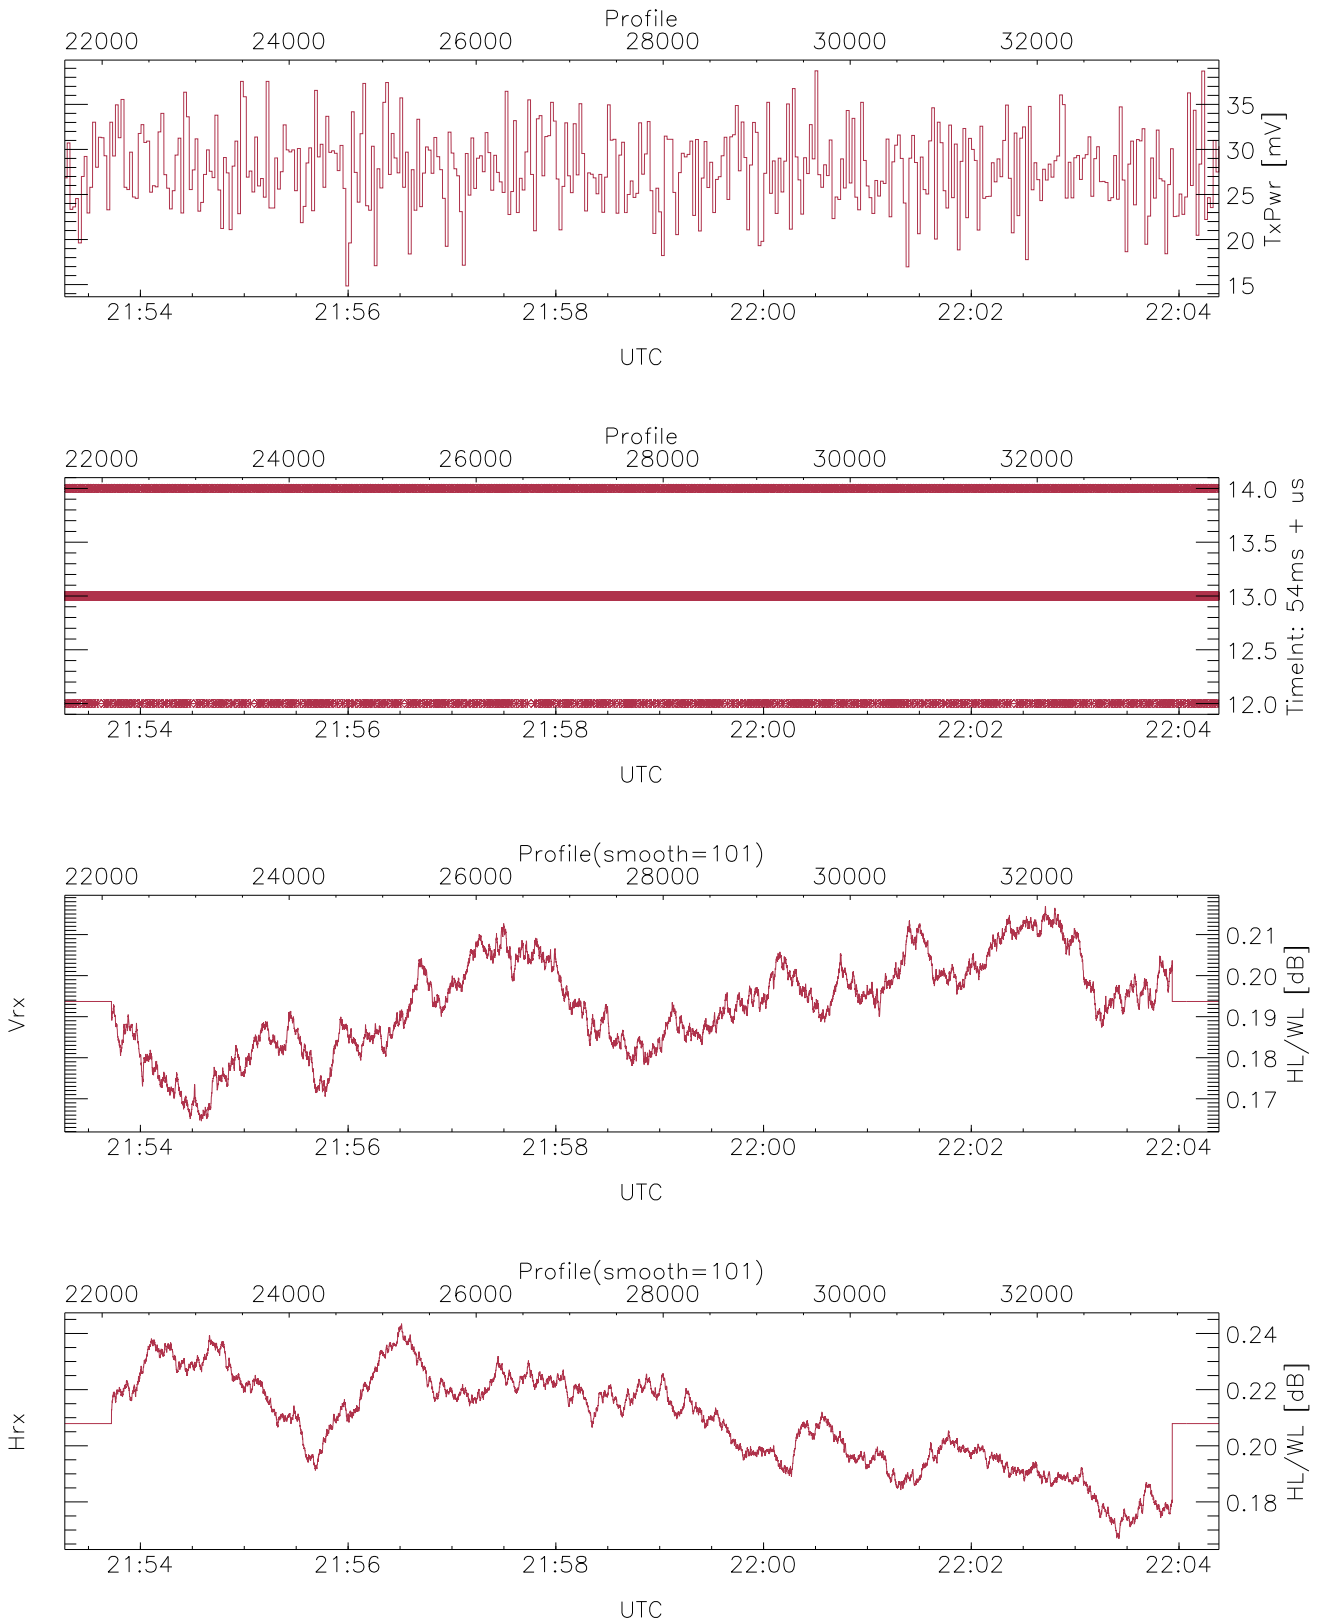 Profile
22000 24000 26000 28000 30000 32000
35
30
25
20
15
TxPwr [mV]
21:54 21:56 21:58 22:00 22:02 22:04
UTC
Profile
22000 24000 26000 28000 30000 32000
14.0
13.5
13.0
12.5
12.0
TimeInt: 54ms + us
21:54 21:56 21:58 22:00 22:02 22:04
UTC
Profile(smooth=101)
22000 24000 26000 28000 30000 32000
Vrx
0.21
0.20
0.19
0.18
0.17
HL/WL [dB]
21:54 21:56 21:58 22:00 22:02 22:04
UTC
Profile(smooth=101)
22000 24000 26000 28000 30000 32000
Hrx
0.24
0.22
0.20
0.18
HL/WL [dB]
21:54 21:56 21:58 22:00 22:02 22:04
UTC